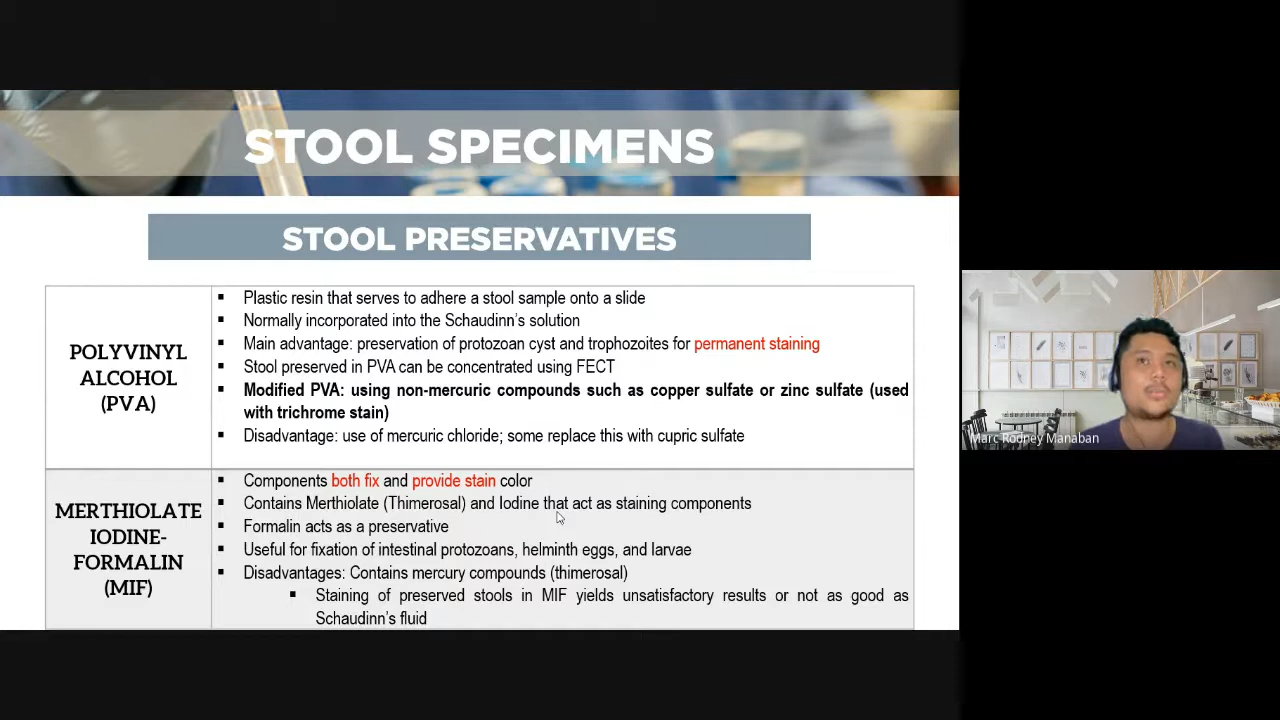 STOOL SPECIMENS
STOOL PRESERVATIVES
POLYVINYL
ALCOHOL
(PVA)
▪ Plastic resin that serves to adhere a stool sample onto a slide
▪ Normally incorporated into the Schaudinn's solution
▪ Main advantage: preservation of protozoan cyst and trophozoites for permanent staining
▪ Stool preserved in PVA can be concentrated using FECT
▪ Modified PVA: using non-mercuric compounds such as copper sulfate or zinc sulfate (used
with trichrome stain)
▪ Disadvantage: use of mercuric chloride; some replace this with cupric sulfate
MERTHIOLATE
IODINE-
FORMALIN
(MIF)
▪ Components both fix and provide stain color
▪ Contains Merthiolate (Thimerosal) and Iodine that act as staining components
▪ Formalin acts as a preservative
▪ Useful for fixation of intestinal protozoans, helminth eggs, and larvae
▪ Disadvantages: Contains mercury compounds (thimerosal)
▪ Staining of preserved stools in MIF yields unsatisfactory results or not as good as
Schaudinn's fluid
Marc Rodney Manaban